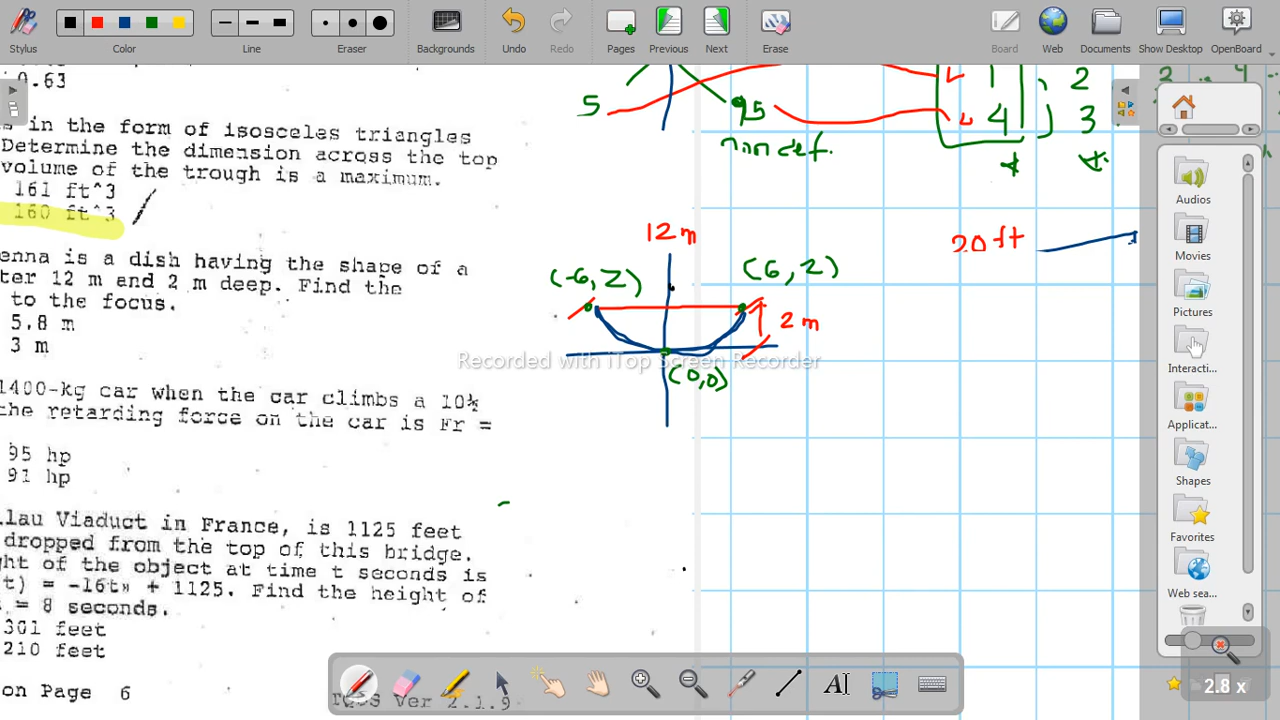 Stylus
Color
Line
Eraser
Backgrounds
Undo
Redo
Pages
Previous
Next
Erase
Board
Web
Documents
Show Desktop
OpenBoard
0.63
s in the form of isosceles triangles
Determine the dimension across the top
volume of the trough is a maximum.
161 ft^3
160 ft^3
enna is a dish having the shape of a
ter 12 m and 2 m deep. Find the
to the focus.
5.8 m
3 m
1400-kg car when the car climbs a 10%
the retarding force on the car is Fr =
95 hp
91 hp
.lau Viaduct in France, is 1125 feet
dropped from the top of this bridge.
ght of the object at time t seconds is
t) = -16t» + 1125. Find the height of
s = 8 seconds.
301 feet
210 feet
on Page 6
Ver 2.1.9
5
95
non def.
1 2
4 3
12 m
(-6, 2)
(6, 2)
2 m
(0,0)
20 ft
Recorded with iTop Screen Recorder
Audios
Movies
Pictures
Interacti...
Applicat...
Shapes
Favorites
Web sea...
2.8 x